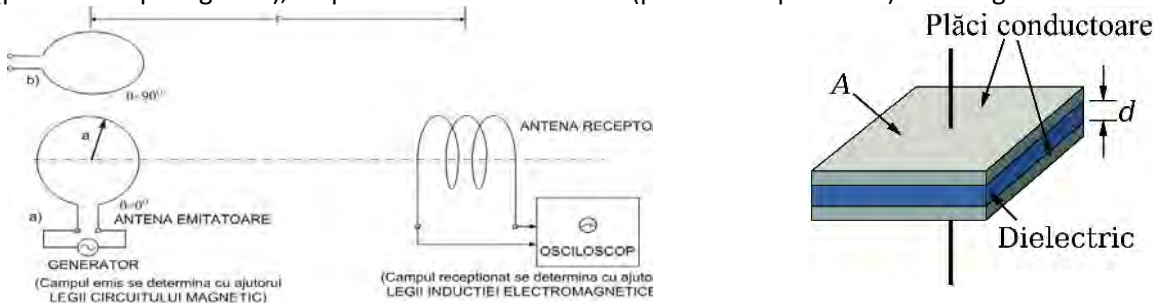 b)
θ=90°
a
θ=0°
a)
ANTENA EMITATOARE
GENERATOR
(Campul emis se determina cu ajutorul
LEGII CIRCUITULUI MAGNETIC)
ANTENA RECEPTO
OSCILOSCOP
(Campul receptionat se determina cu ajuto
LEGII INDUCTIEI ELECTROMAGNETICE
Plăci conductoare
A
d
Dielectric